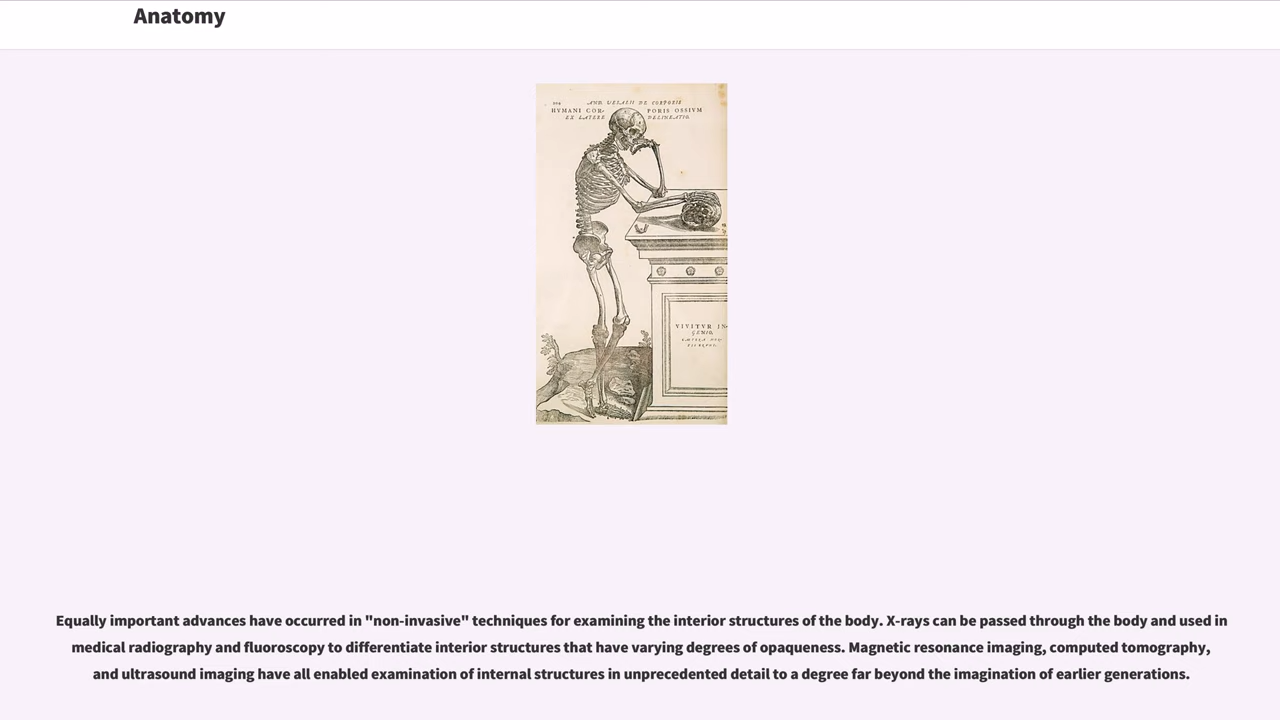 Anatomy
AND. VESALII DE CORPORIS
HVMANI COR- PORIS OSSIVM
EX LATERE DELINEATIO.
VIVITVR IN-
GENIO,
Equally important advances have occurred in "non-invasive" techniques for examining the interior structures of the body. X-rays can be passed through the body and used in
medical radiography and fluoroscopy to differentiate interior structures that have varying degrees of opaqueness. Magnetic resonance imaging, computed tomography,
and ultrasound imaging have all enabled examination of internal structures in unprecedented detail to a degree far beyond the imagination of earlier generations.